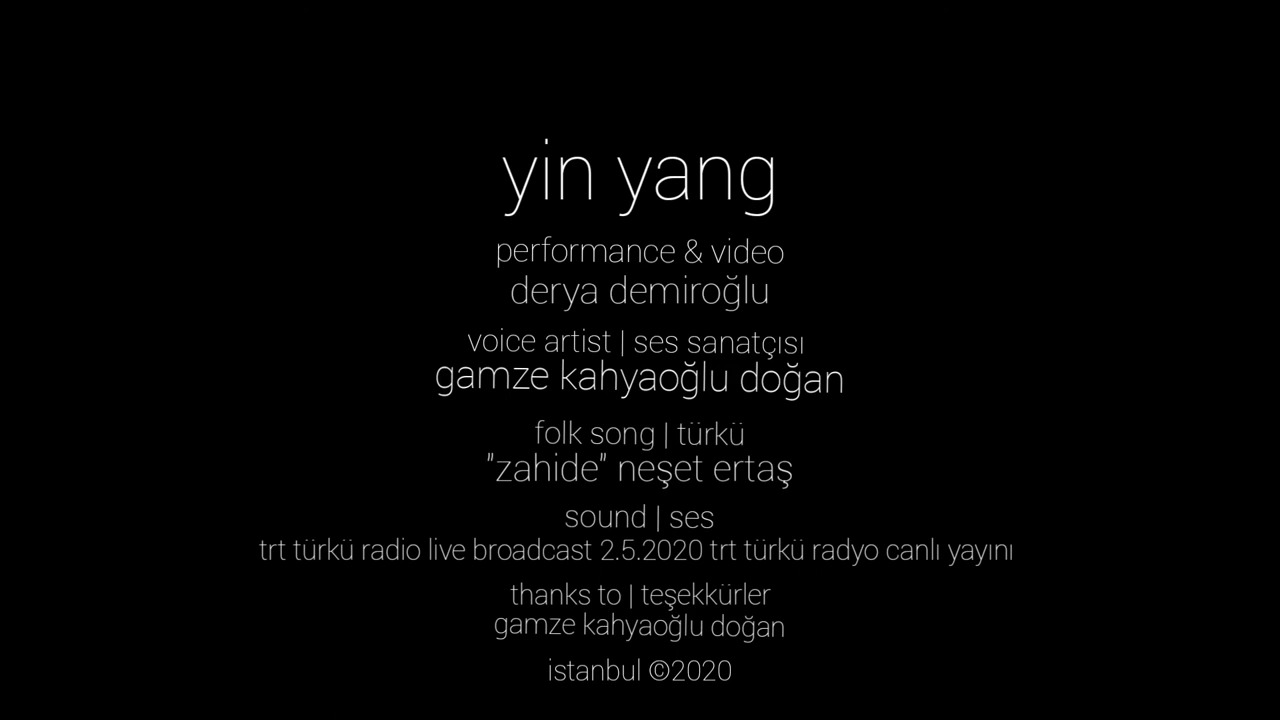 yin yang
performance & video
derya demiroğlu
voice artist | ses sanatçısı
gamze kahyaoğlu doğan
folk song | türkü
"zahide" neşet ertaş
sound | ses
trt türkü radio live broadcast 2.5.2020 trt türkü radyo canlı yayını
thanks to | teşekkürler
gamze kahyaoğlu doğan
istanbul ©2020